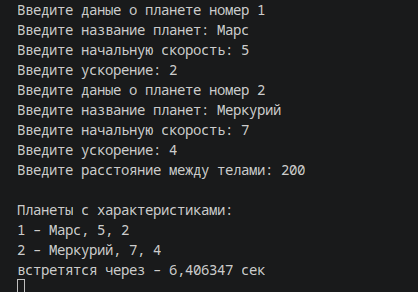 Введите даные о планете номер 1
Введите название планет: Марс
Введите начальную скорость: 5
Введите ускорение: 2
Введите даные о планете номер 2
Введите название планет: Меркурий
Введите начальную скорость: 7
Введите ускорение: 4
Введите расстояние между телами: 200

Планеты с характеристиками:
1 – Марс, 5, 2
2 – Меркурий, 7, 4
встретятся через – 6,406347 сек